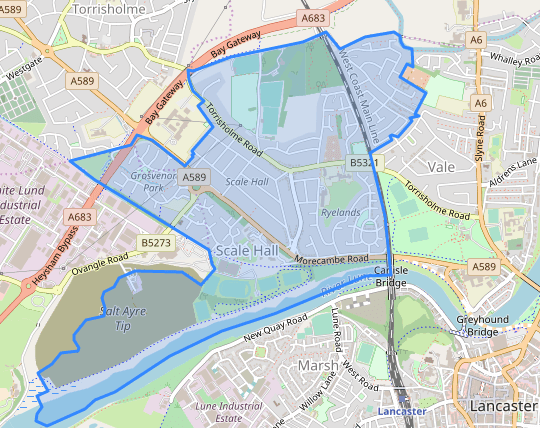 Torrisholme
A683
A589
Bay Gateway
A6
Whalley Road
Westgate
A589
West Coast Main Line
Bay Gateway
A6
Slyne Road
Torrisholme Road
B5321
Vale
Aldrens Lane
Grosvenor
Park
A589
Scale Hall
Torrisholme Road
Industrial
Estate
A683
Ryelands
B5273
Scale Hall
Heysham Bypass
Ovangle Road
Morecambe Road
A589
Carlisle
Bridge
River Lune
Salt Ayre
Tip
Greyhound
Bridge
New Quay Road
Lune Road
Marsh
West Road
Willow Lane
Lune Industrial
Estate
Lancaster
Lancaster